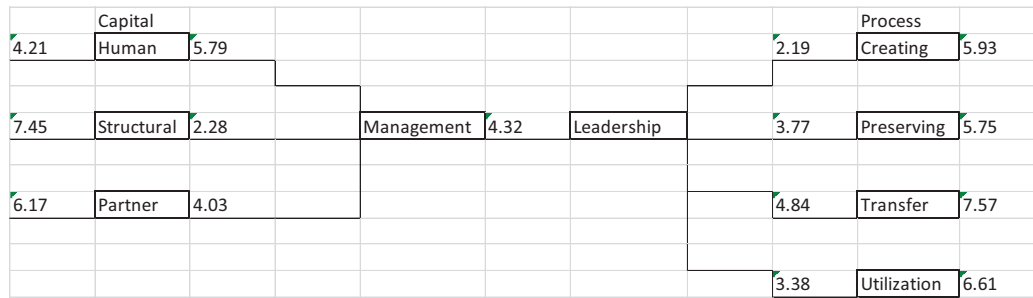 Capital Process
4.21 Human 5.79 2.19 Creating 5.93
7.45 Structural 2.28 Management 4.32 Leadership 3.77 Preserving 5.75
6.17 Partner 4.03 4.84 Transfer 7.57
3.38 Utilization 6.61